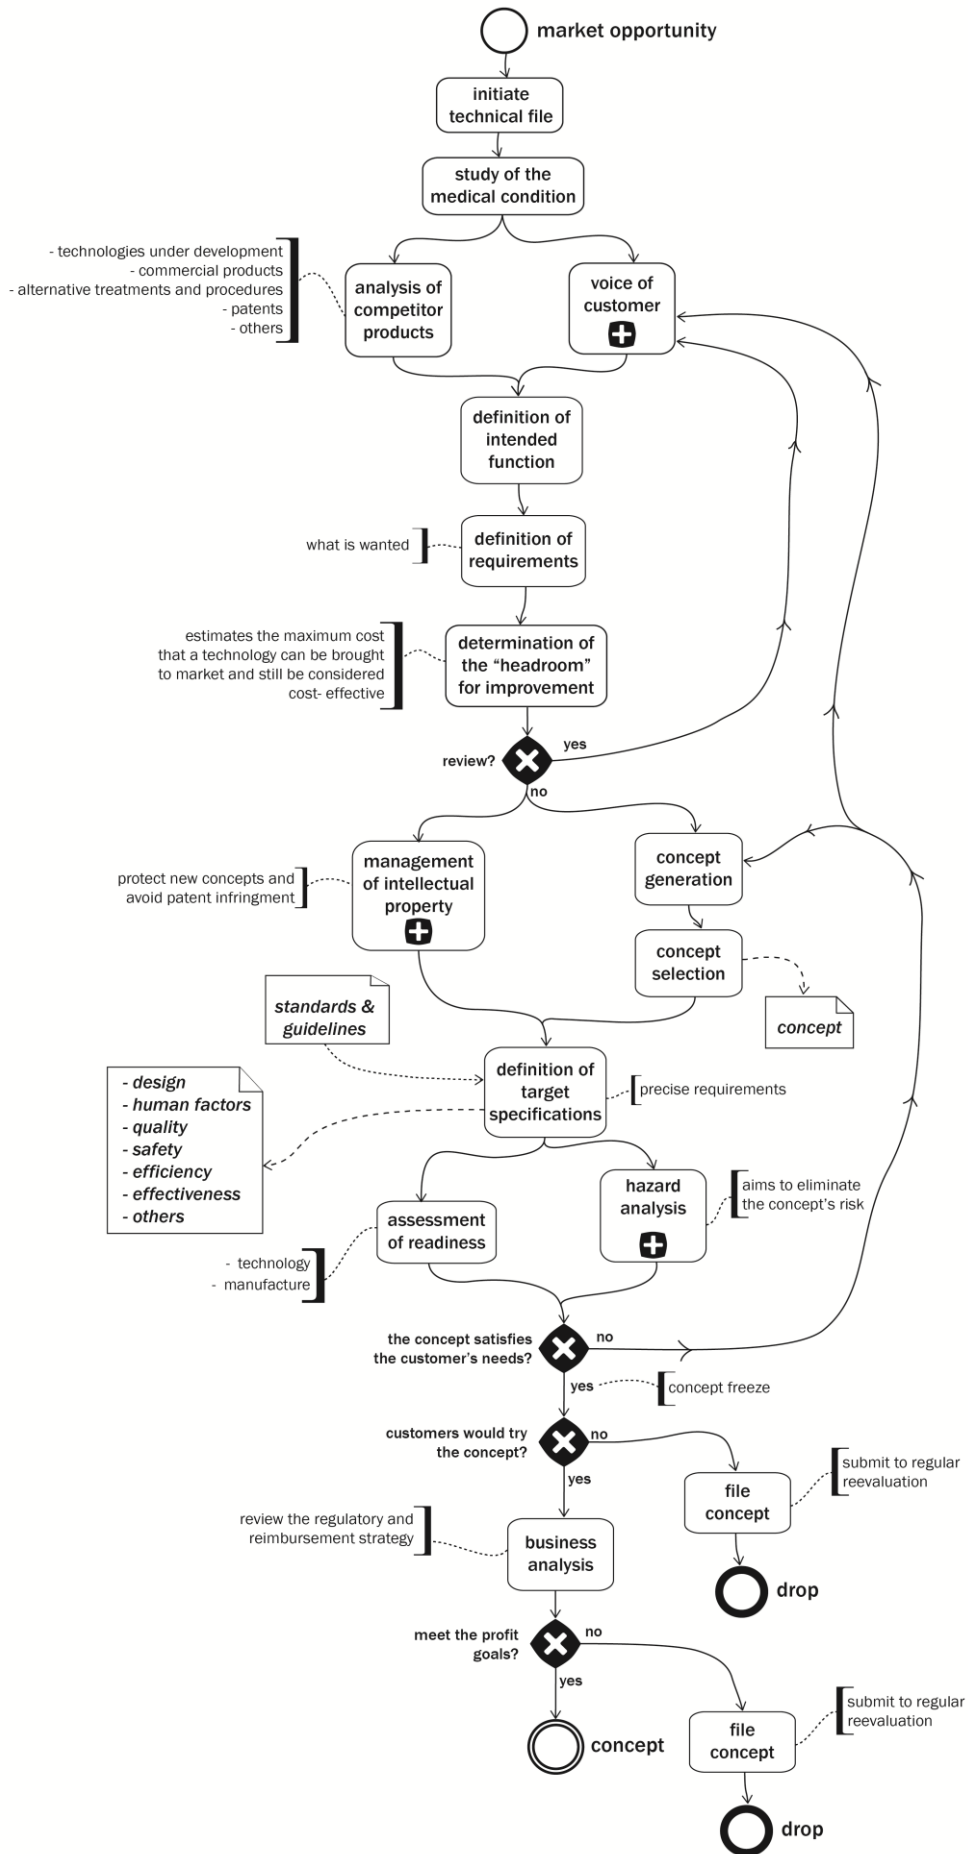 market opportunity
initiate
technical file
study of the
medical condition
- technologies under development
- commercial products
- alternative treatments and procedures
- patents
- others
analysis of
competitor
products
voice of
customer
definition of
intended
function
what is wanted
definition of
requirements
estimates the maximum cost
that a technology can be brought
to market and still be considered
cost- effective
determination of
the “headroom”
for improvement
review?
yes
no
protect new concepts and
avoid patent infringment
management
of intellectual
property
concept
generation
concept
selection
concept
standards &
guidelines
- design
- human factors
- quality
- safety
- efficiency
- effectiveness
- others
definition of
target
specifications
precise requirements
assessment
of readiness
- technology
- manufacture
hazard
analysis
aims to eliminate
the concept's risk
the concept satisfies
the customer's needs?
no
yes
concept freeze
customers would try
the concept?
no
yes
file
concept
submit to regular
reevaluation
drop
review the regulatory and
reimbursement strategy
business
analysis
meet the profit
goals?
no
yes
concept
file
concept
submit to regular
reevaluation
drop